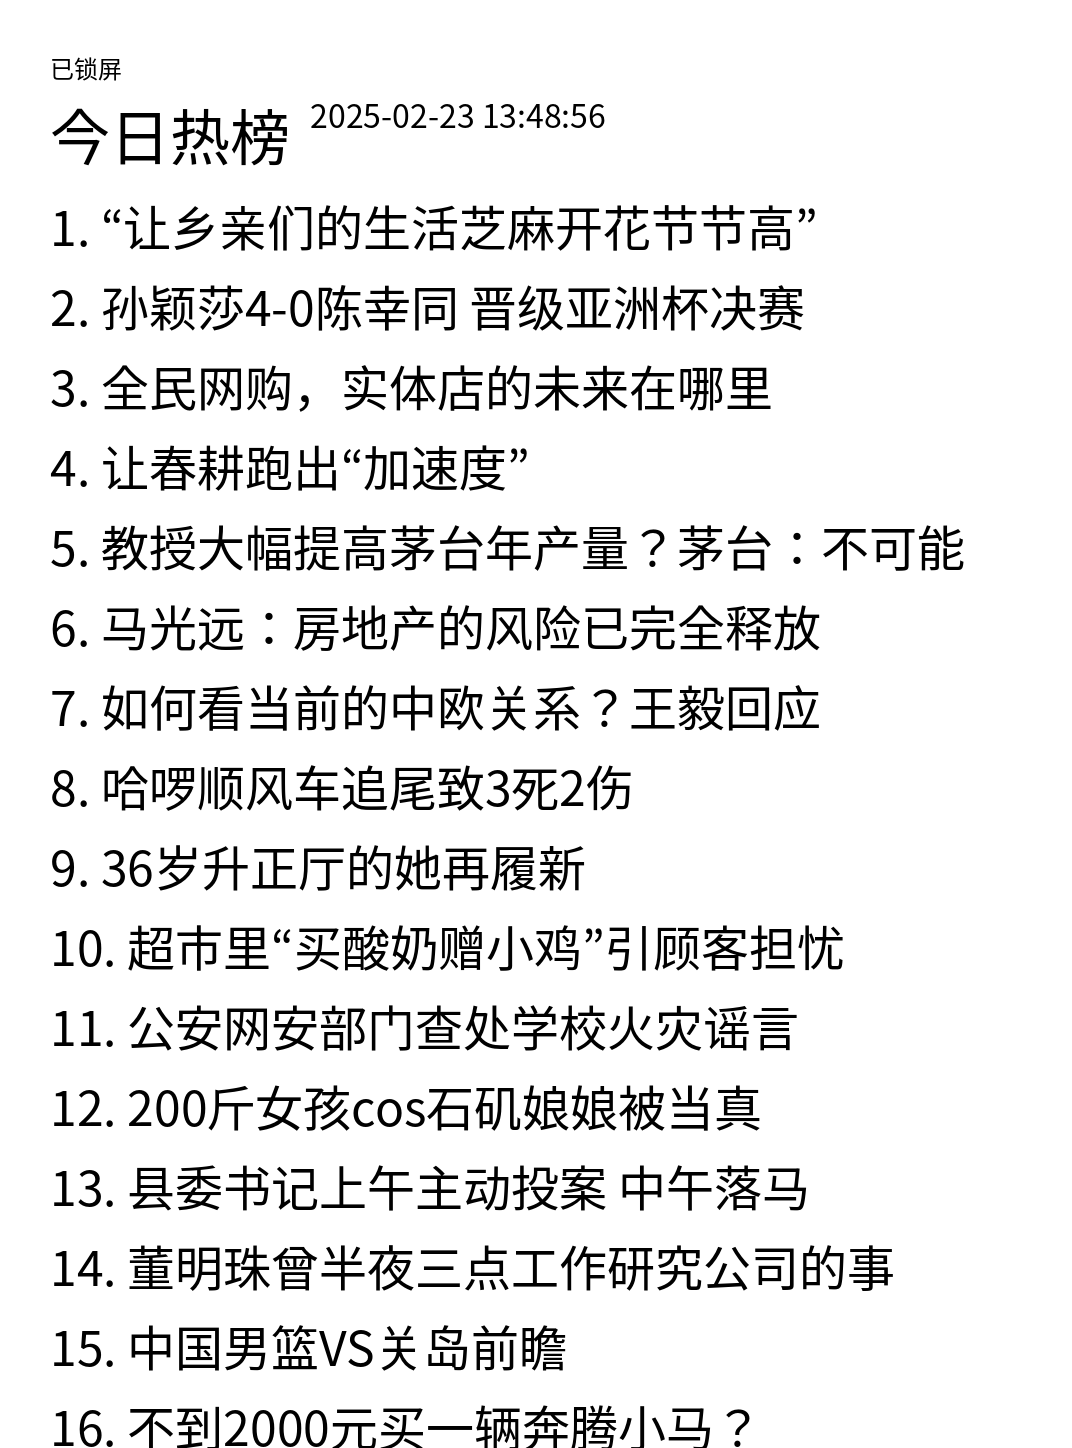 已锁屏
今日热榜 2025-02-23 13:48:56
1. “让乡亲们的生活芝麻开花节节高”
2. 孙颖莎4-0陈幸同 晋级亚洲杯决赛
3. 全民网购，实体店的未来在哪里
4. 让春耕跑出“加速度”
5. 教授大幅提高茅台年产量？茅台：不可能
6. 马光远：房地产的风险已完全释放
7. 如何看当前的中欧关系？王毅回应
8. 哈啰顺风车追尾致3死2伤
9. 36岁升正厅的她再履新
10. 超市里“买酸奶赠小鸡”引顾客担忧
11. 公安网安部门查处学校火灾谣言
12. 200斤女孩cos石矶娘娘被当真
13. 县委书记上午主动投案 中午落马
14. 董明珠曾半夜三点工作研究公司的事
15. 中国男篮VS关岛前瞻
16. 不到2000元买一辆奔腾小马？